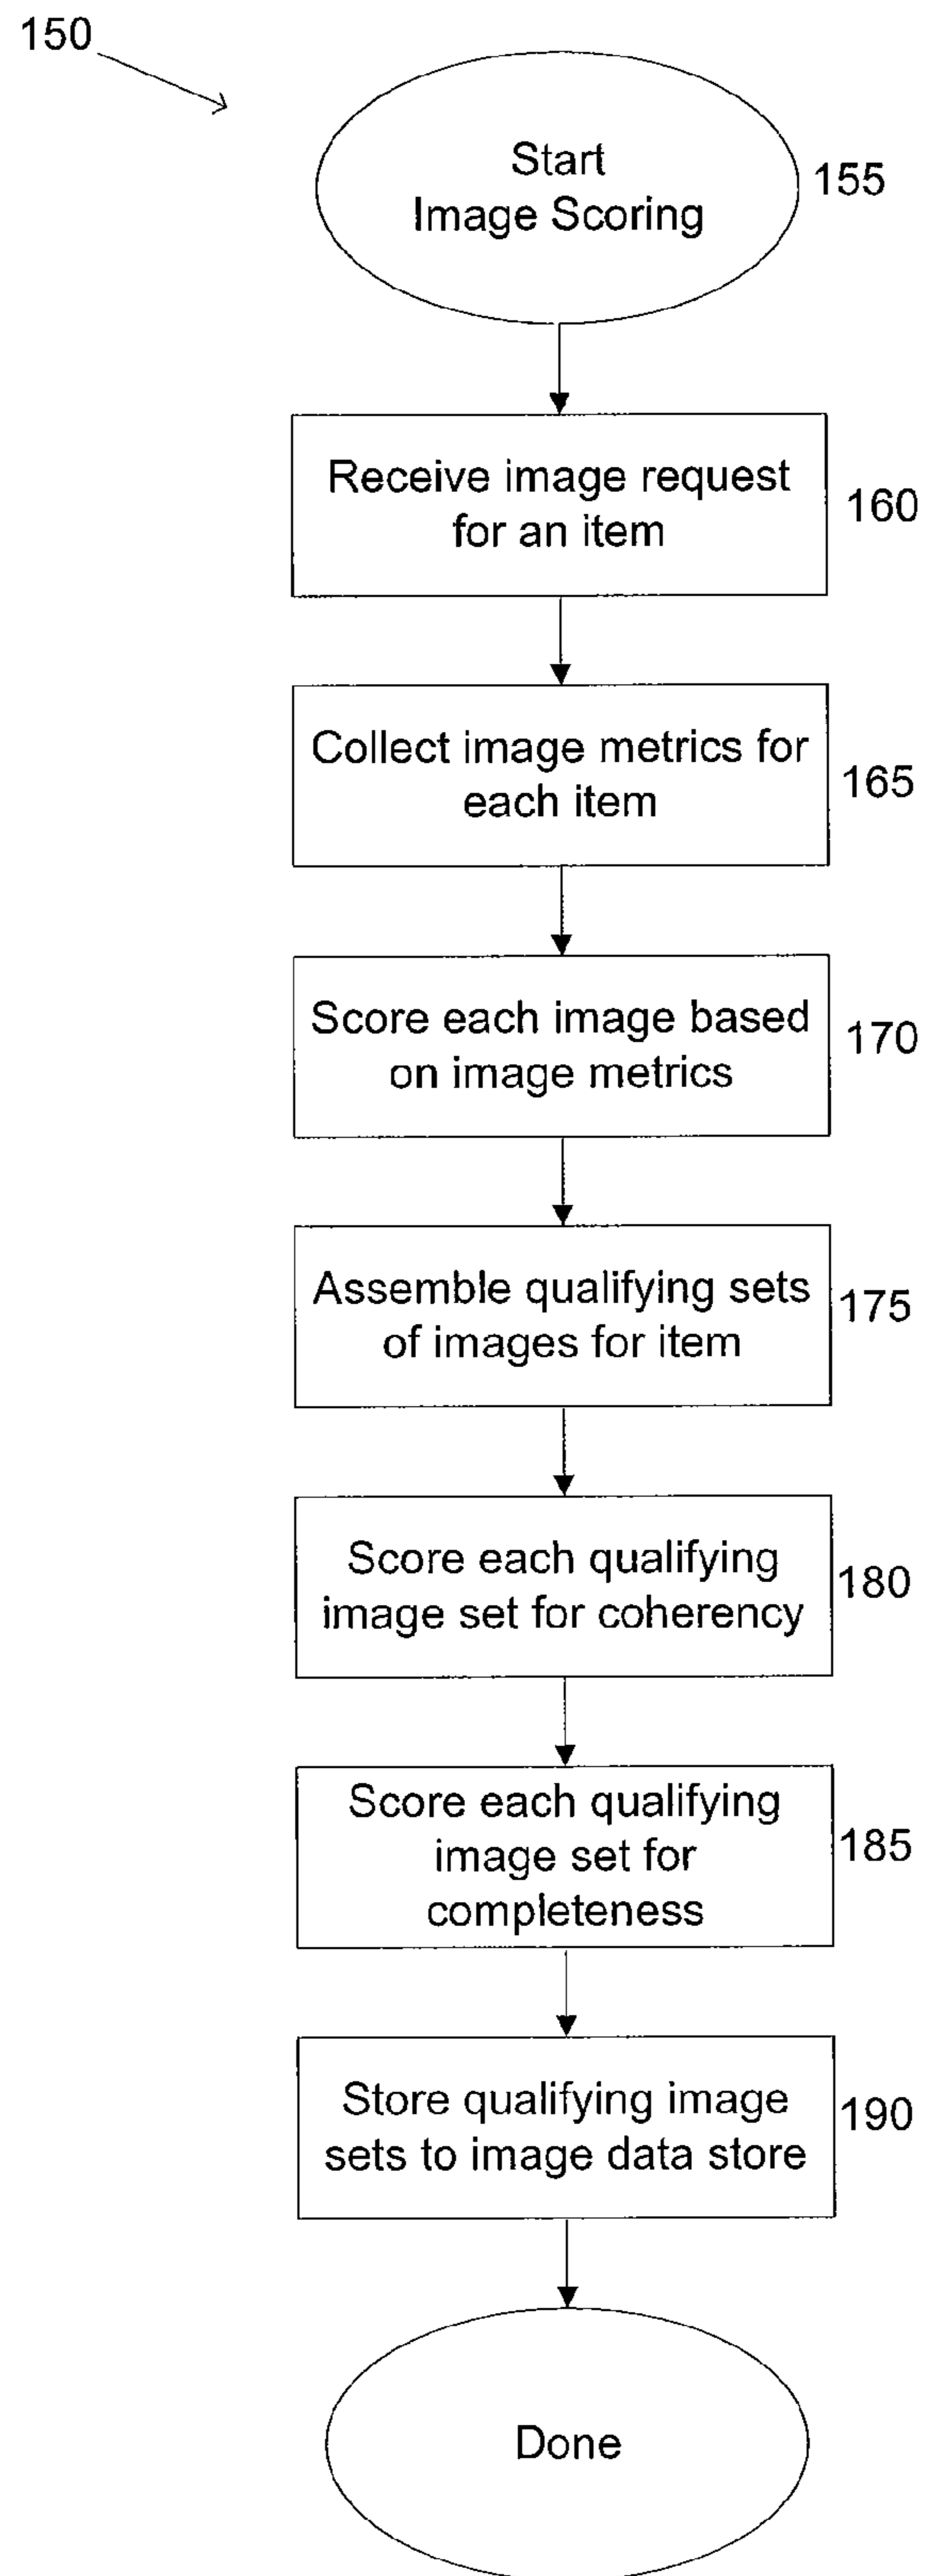 150
Start
Image Scoring
155
Receive image request
for an item
160
Collect image metrics for
each item
165
Score each image based
on image metrics
170
Assemble qualifying sets
of images for item
175
Score each qualifying
image set for coherency
180
Score each qualifying
image set for
completeness
185
Store qualifying image
sets to image data store
190
Done